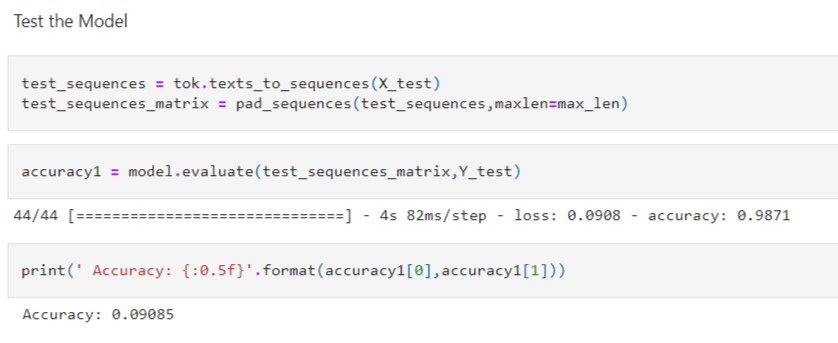 Test the Model
test_sequences = tok.texts_to_sequences(X_test)
test_sequences_matrix = pad_sequences(test_sequences,maxlen=max_len)
accuracy1 = model.evaluate(test_sequences_matrix,Y_test)
44/44 [==============================] - 4s 82ms/step - loss: 0.0908 - accuracy: 0.9871
print(' Accuracy: {:0.5f}'.format(accuracy1[0],accuracy1[1]))
Accuracy: 0.09085